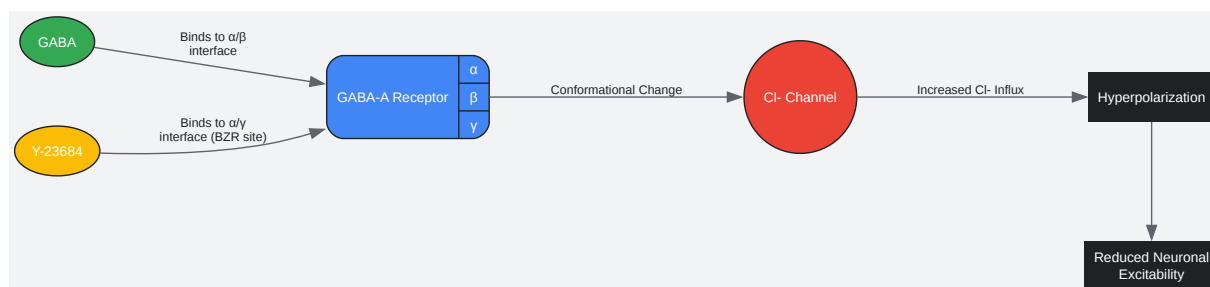 GABA
Binds to α/β
interface
Y-23684
Binds to α/γ
interface (BZR site)
GABA-A Receptor
α
β
γ
Conformational Change
Cl- Channel
Increased Cl- Influx
Hyperpolarization
Reduced Neuronal
Excitability